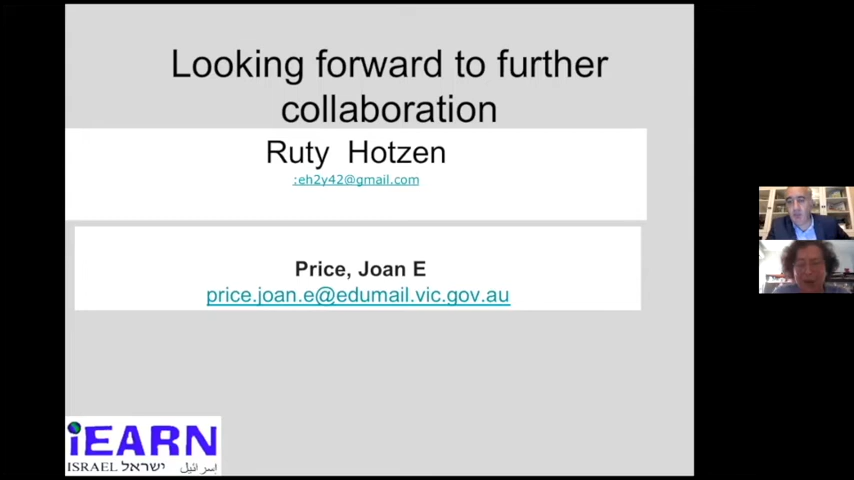 Looking forward to further
collaboration
Ruty Hotzen
:eh2y42@gmail.com
Price, Joan E
price.joan.e@edumail.vic.gov.au
iEARN
ISRAEL ישראל إسرائيل